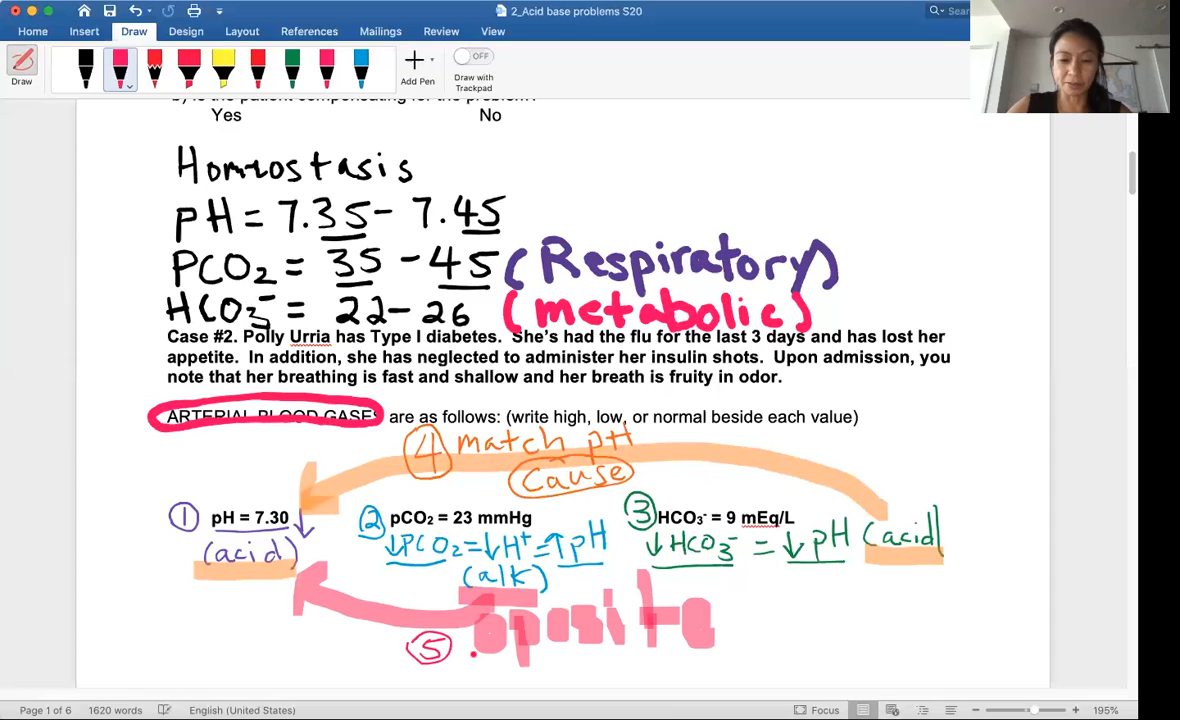 2_Acid base problems S20
Home Insert Draw Design Layout References Mailings Review View
OFF
Draw
Add Pen
Draw with
Trackpad
Yes No
Homeostasis
pH = 7.35 - 7.45
PCO2 = 35 - 45 (Respiratory)
HCO3- = 22 - 26 (metabolic)
Case #2. Polly Urria has Type I diabetes. She's had the flu for the last 3 days and has lost her
appetite. In addition, she has neglected to administer her insulin shots. Upon admission, you
note that her breathing is fast and shallow and her breath is fruity in odor.
ARTERIAL BLOOD GASES are as follows: (write high, low, or normal beside each value)
4 match pH
cause
1 pH = 7.30 ↓ 2 pCO2 = 23 mmHg 3 HCO3- = 9 mEq/L
(acid) ↓PCO2 = ↓H+ = ↑pH ↓HCO3- = ↓pH (acid)
(alk)
oposite
5
Page 1 of 6 1620 words English (United States) Focus 195%